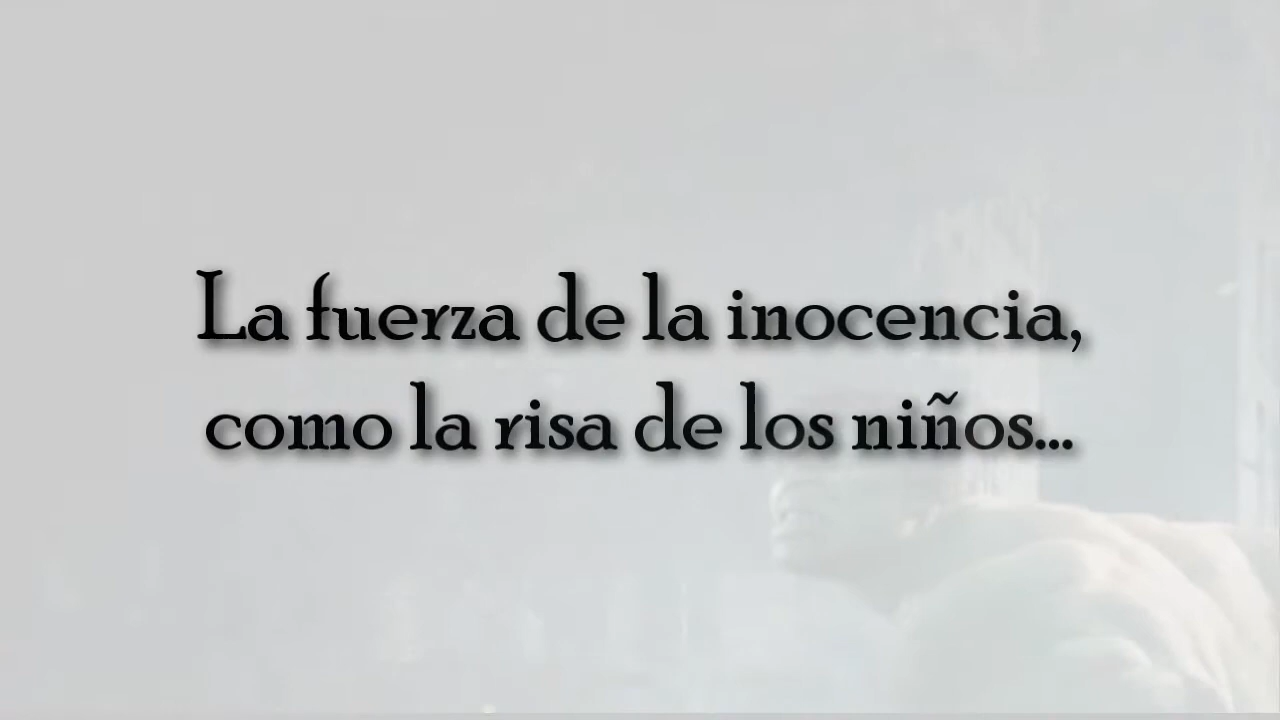 La fuerza de la inocencia,
como la risa de los niños...